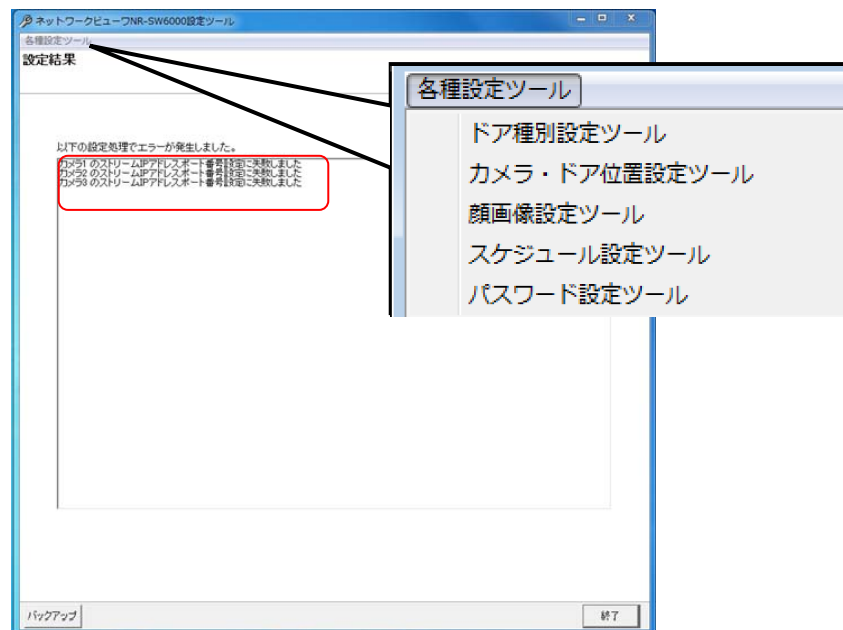 ネットワークビューワNR-SW6000設定ツール
各種設定ツール
設定結果
以下の設定処理でエラーが発生しました。
カメラ1 のストリームIPアドレスポート番号設定に失敗しました
カメラ2 のストリームIPアドレスポート番号設定に失敗しました
カメラ3 のストリームIPアドレスポート番号設定に失敗しました
各種設定ツール
ドア種別設定ツール
カメラ・ドア位置設定ツール
顔画像設定ツール
スケジュール設定ツール
パスワード設定ツール
バックアップ
終了